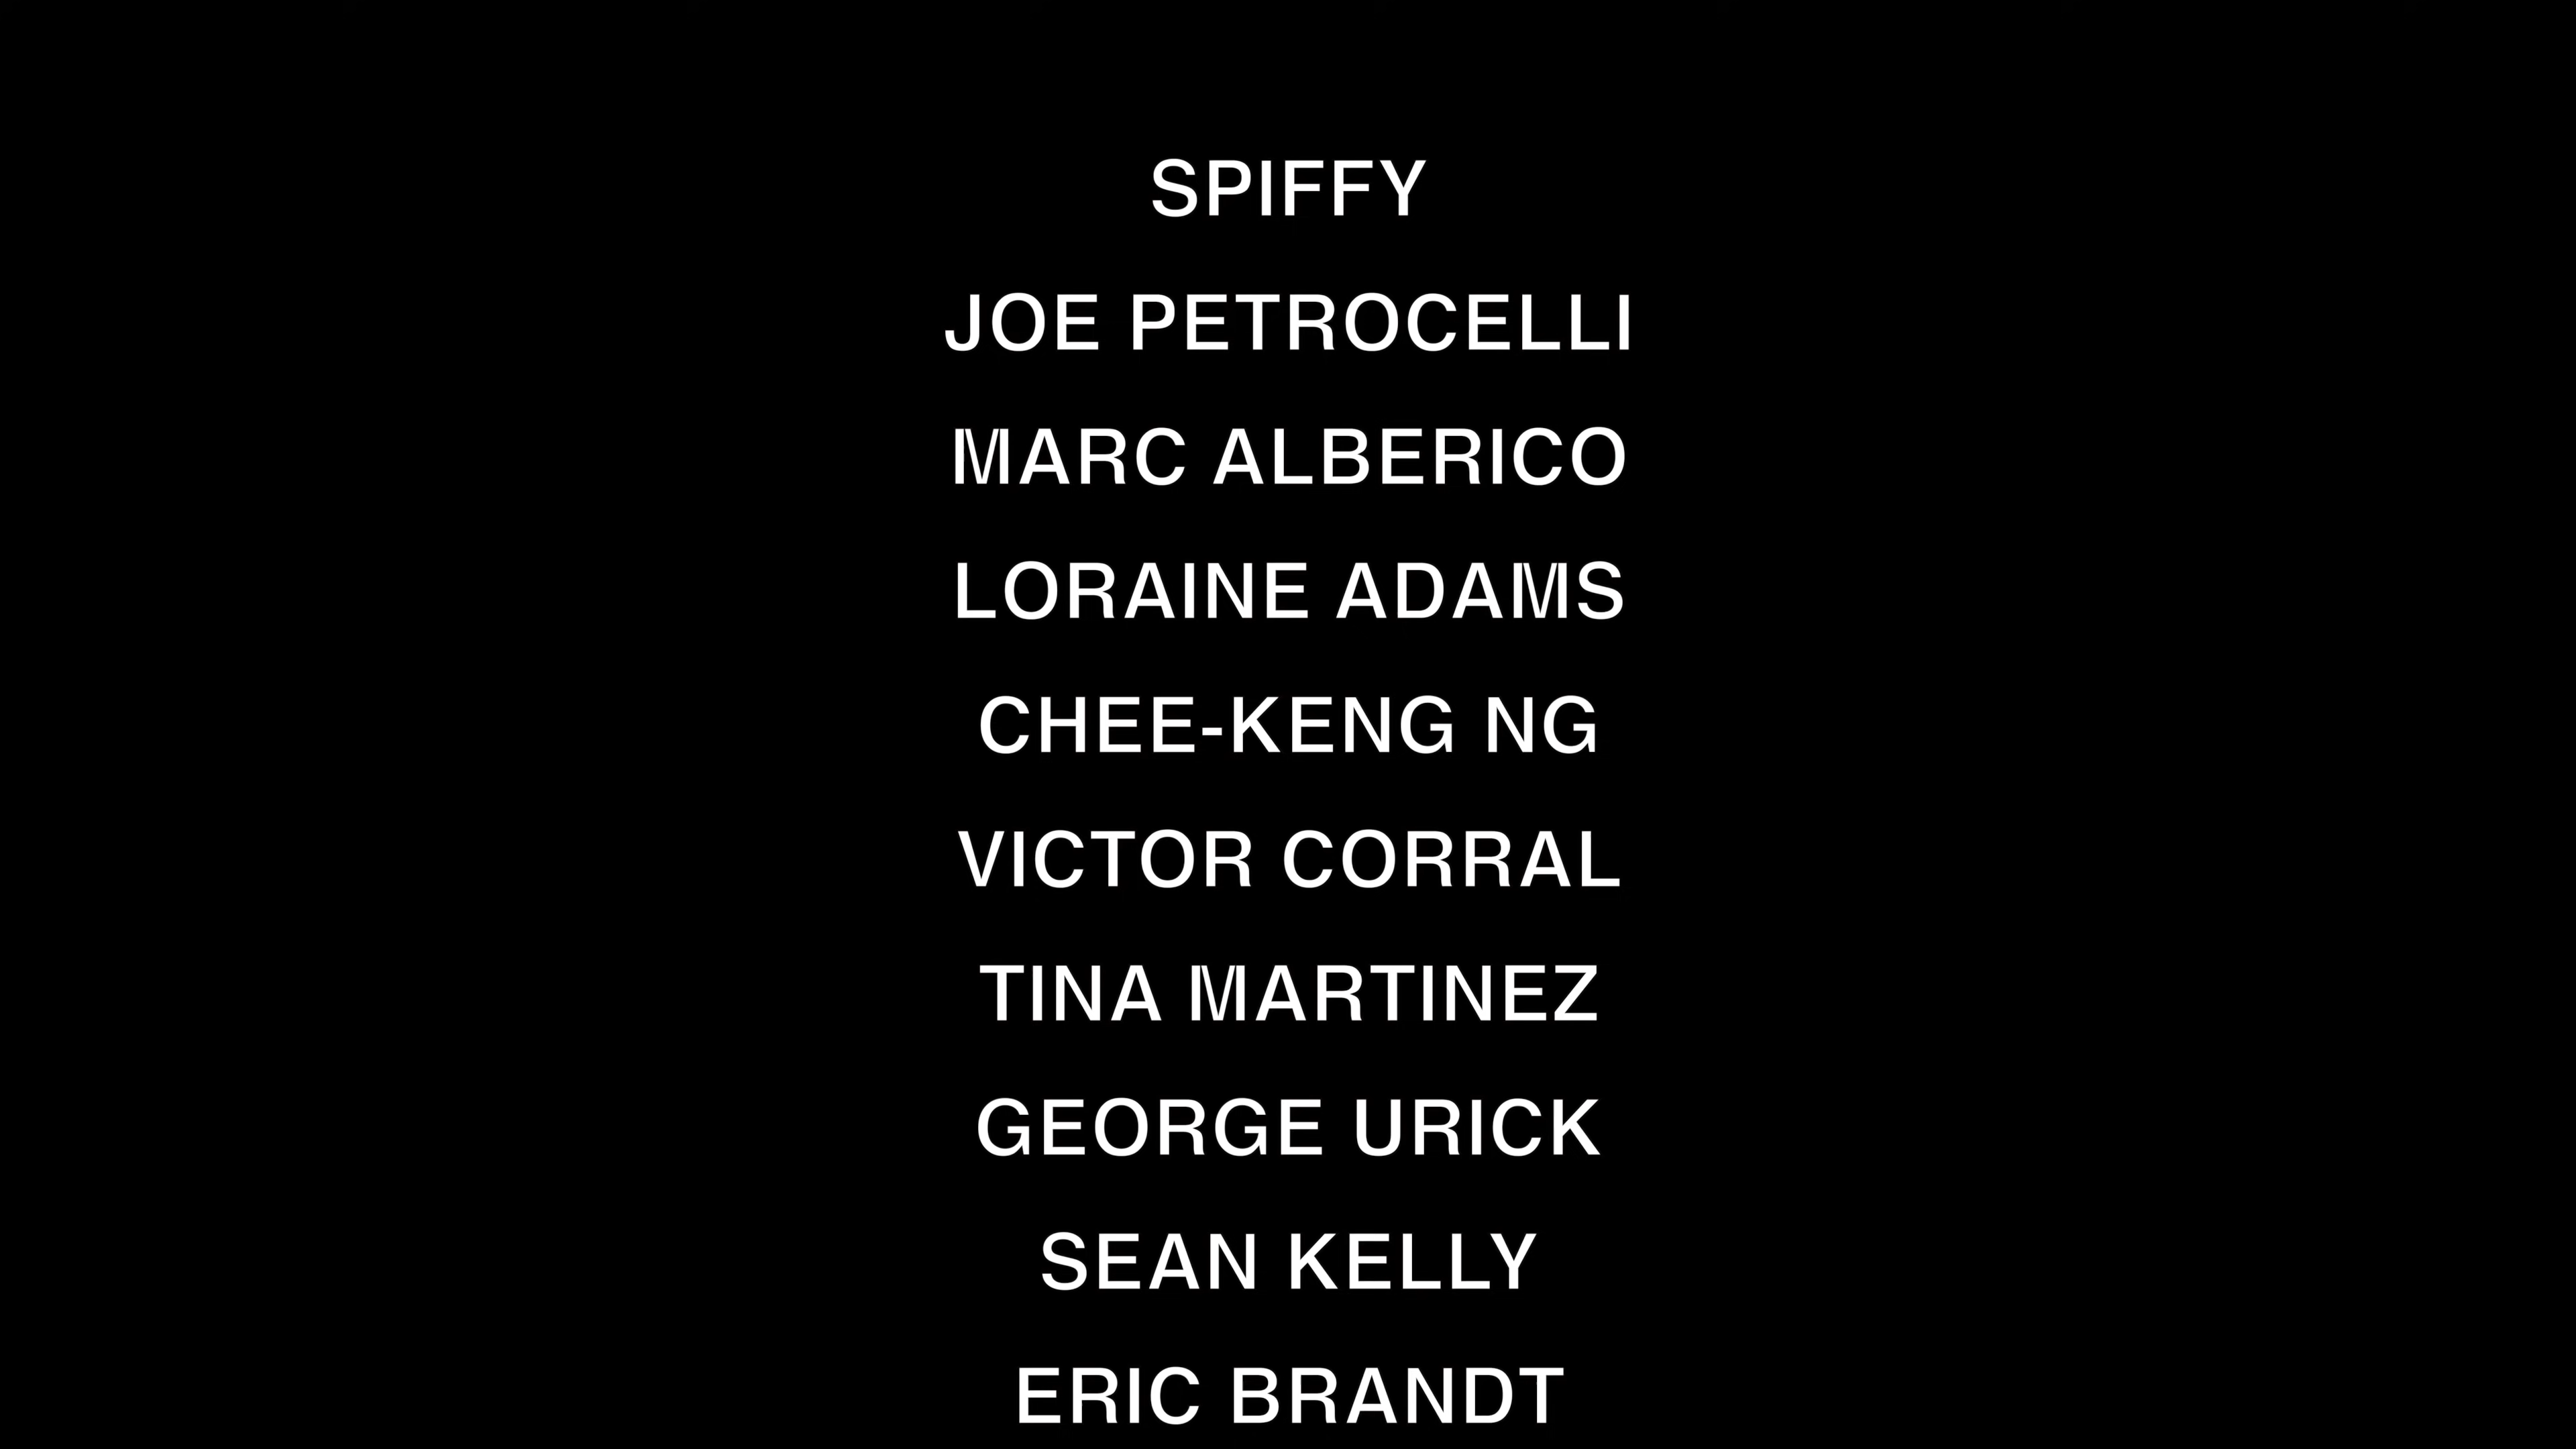 SPIFFY
JOE PETROCELLI
MARC ALBERICO
LORAINE ADAMS
CHEE-KENG NG
VICTOR CORRAL
TINA MARTINEZ
GEORGE URICK
SEAN KELLY
ERIC BRANDT